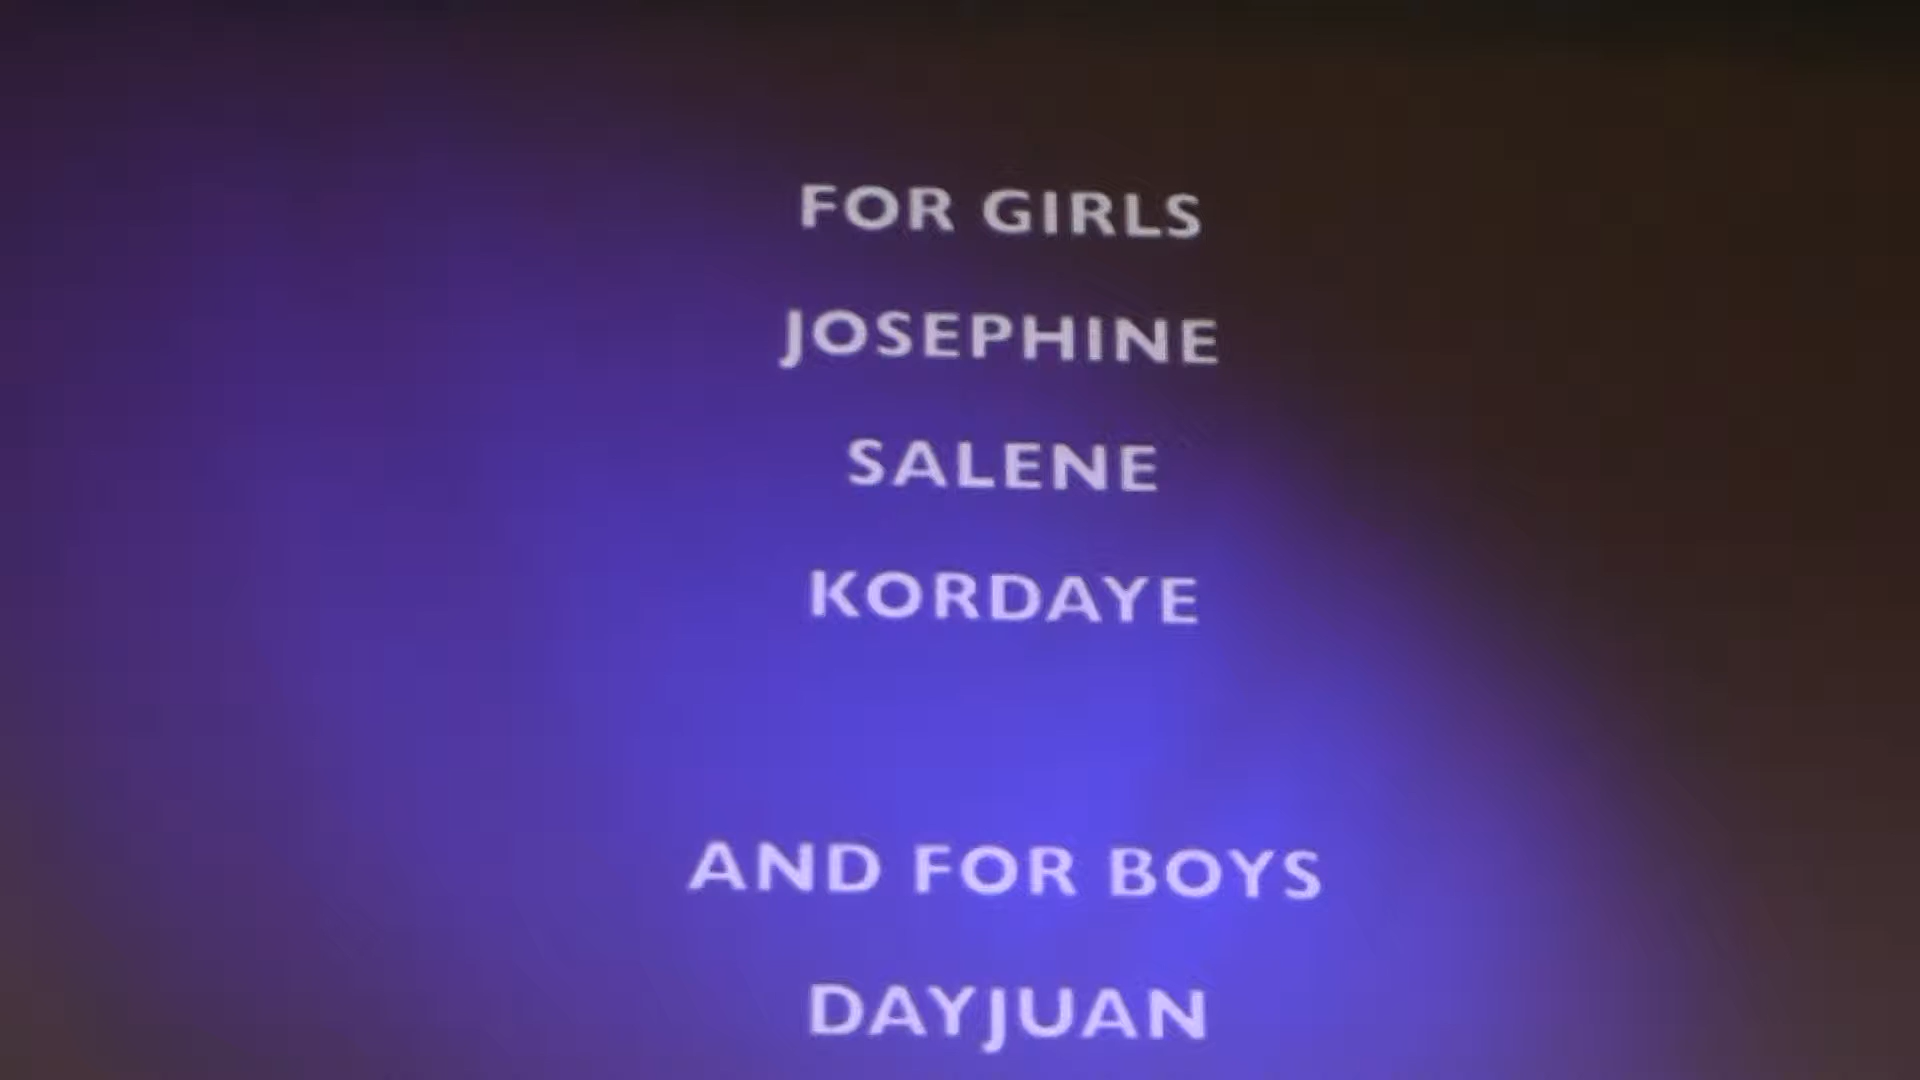 FOR GIRLS
JOSEPHINE
SALENE
KORDAYE
AND FOR BOYS
DAYJUAN